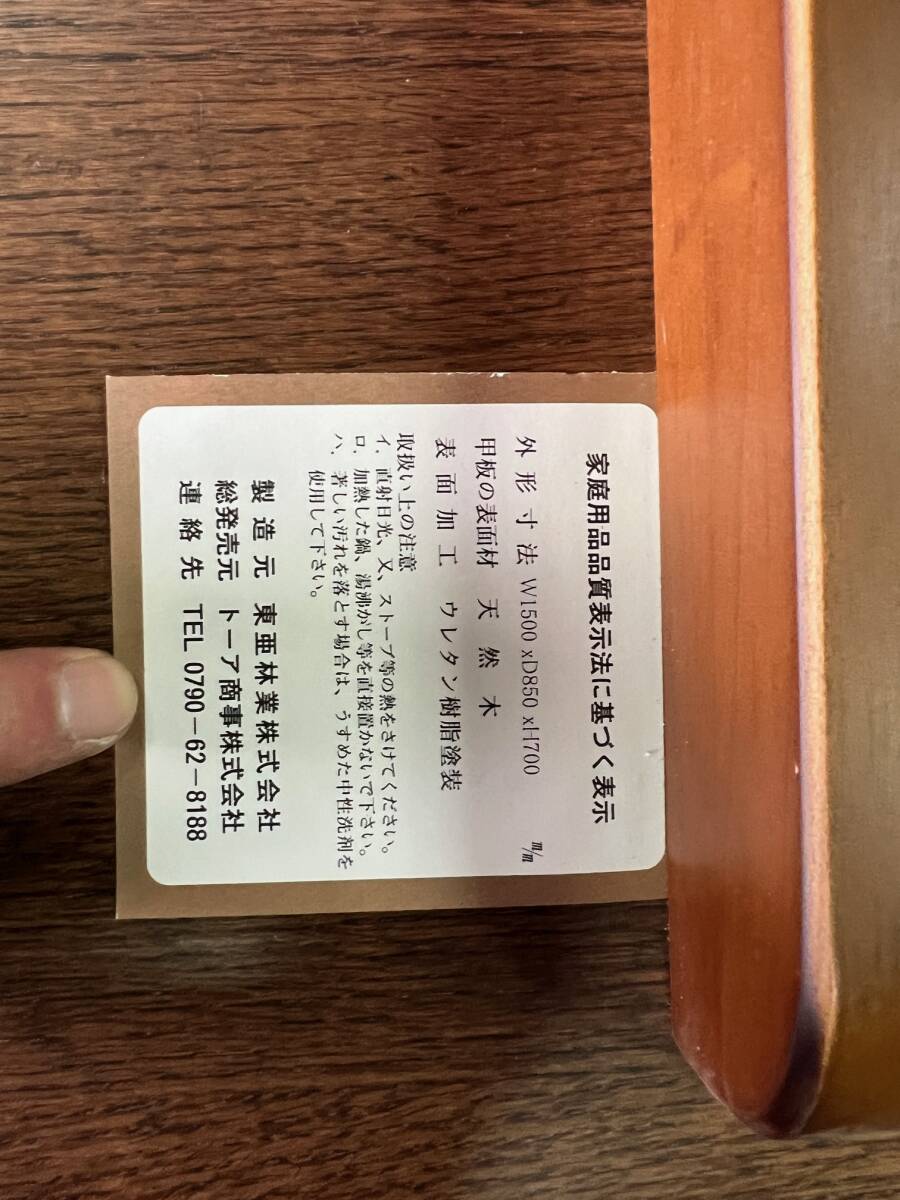 家庭用品品質表示法に基づく表示
外形寸法 W1500 xD850 xH700 m/m
甲板の表面材 天然木
表面加工 ウレタン樹脂塗装
取扱い上の注意
イ. 直射日光、又、ストーブ等の熱をさけてください。
ロ. 加熱した鍋、湯沸かし等を直接置かないで下さい。
ハ. 著しい汚れを落とす場合は、うすめた中性洗剤を
使用して下さい。
製造元 東亜林業株式会社
総発売元 トーア商事株式会社
連絡先 TEL 0790-62-8188